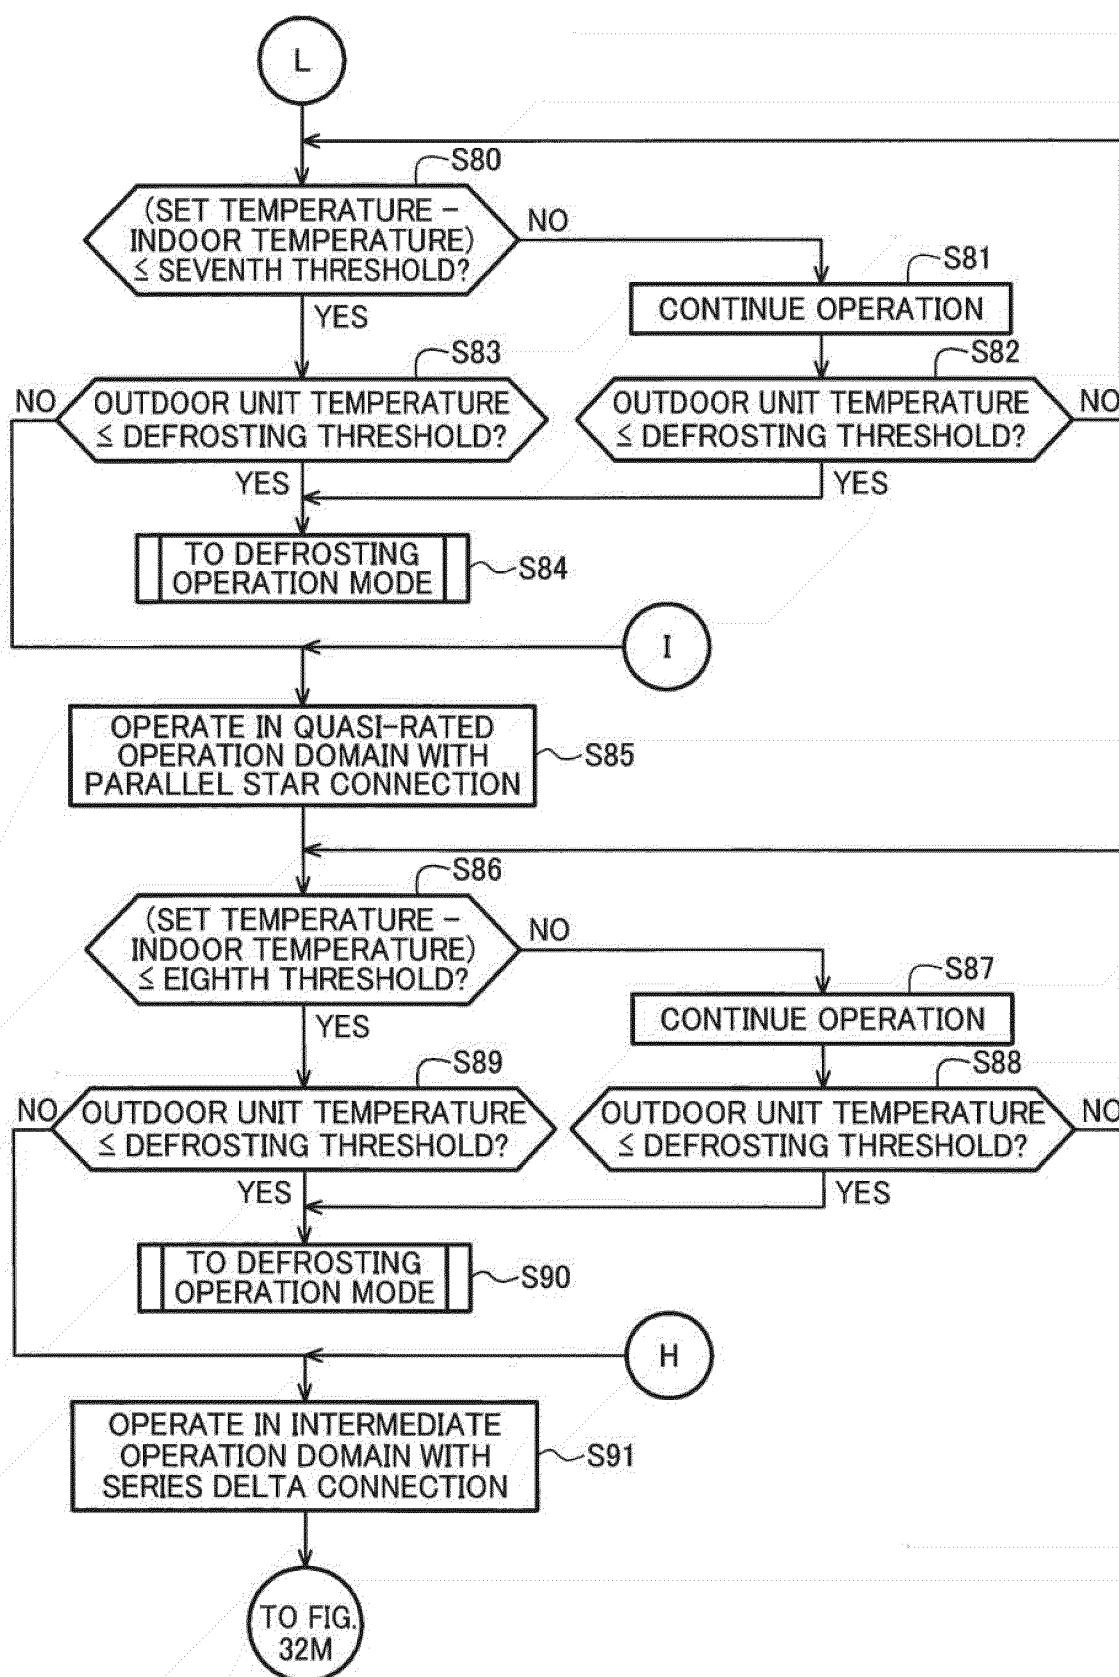 L
S80
(SET TEMPERATURE –
INDOOR TEMPERATURE)
≤ SEVENTH THRESHOLD?
NO
YES
S81
CONTINUE OPERATION
S83
NO
OUTDOOR UNIT TEMPERATURE
≤ DEFROSTING THRESHOLD?
YES
S82
OUTDOOR UNIT TEMPERATURE
≤ DEFROSTING THRESHOLD?
NO
YES
TO DEFROSTING
OPERATION MODE
S84
I
OPERATE IN QUASI-RATED
OPERATION DOMAIN WITH
PARALLEL STAR CONNECTION
S85
S86
(SET TEMPERATURE –
INDOOR TEMPERATURE)
≤ EIGHTH THRESHOLD?
NO
YES
S87
CONTINUE OPERATION
S89
NO
OUTDOOR UNIT TEMPERATURE
≤ DEFROSTING THRESHOLD?
YES
S88
OUTDOOR UNIT TEMPERATURE
≤ DEFROSTING THRESHOLD?
NO
YES
TO DEFROSTING
OPERATION MODE
S90
H
OPERATE IN INTERMEDIATE
OPERATION DOMAIN WITH
SERIES DELTA CONNECTION
S91
TO FIG.
32M